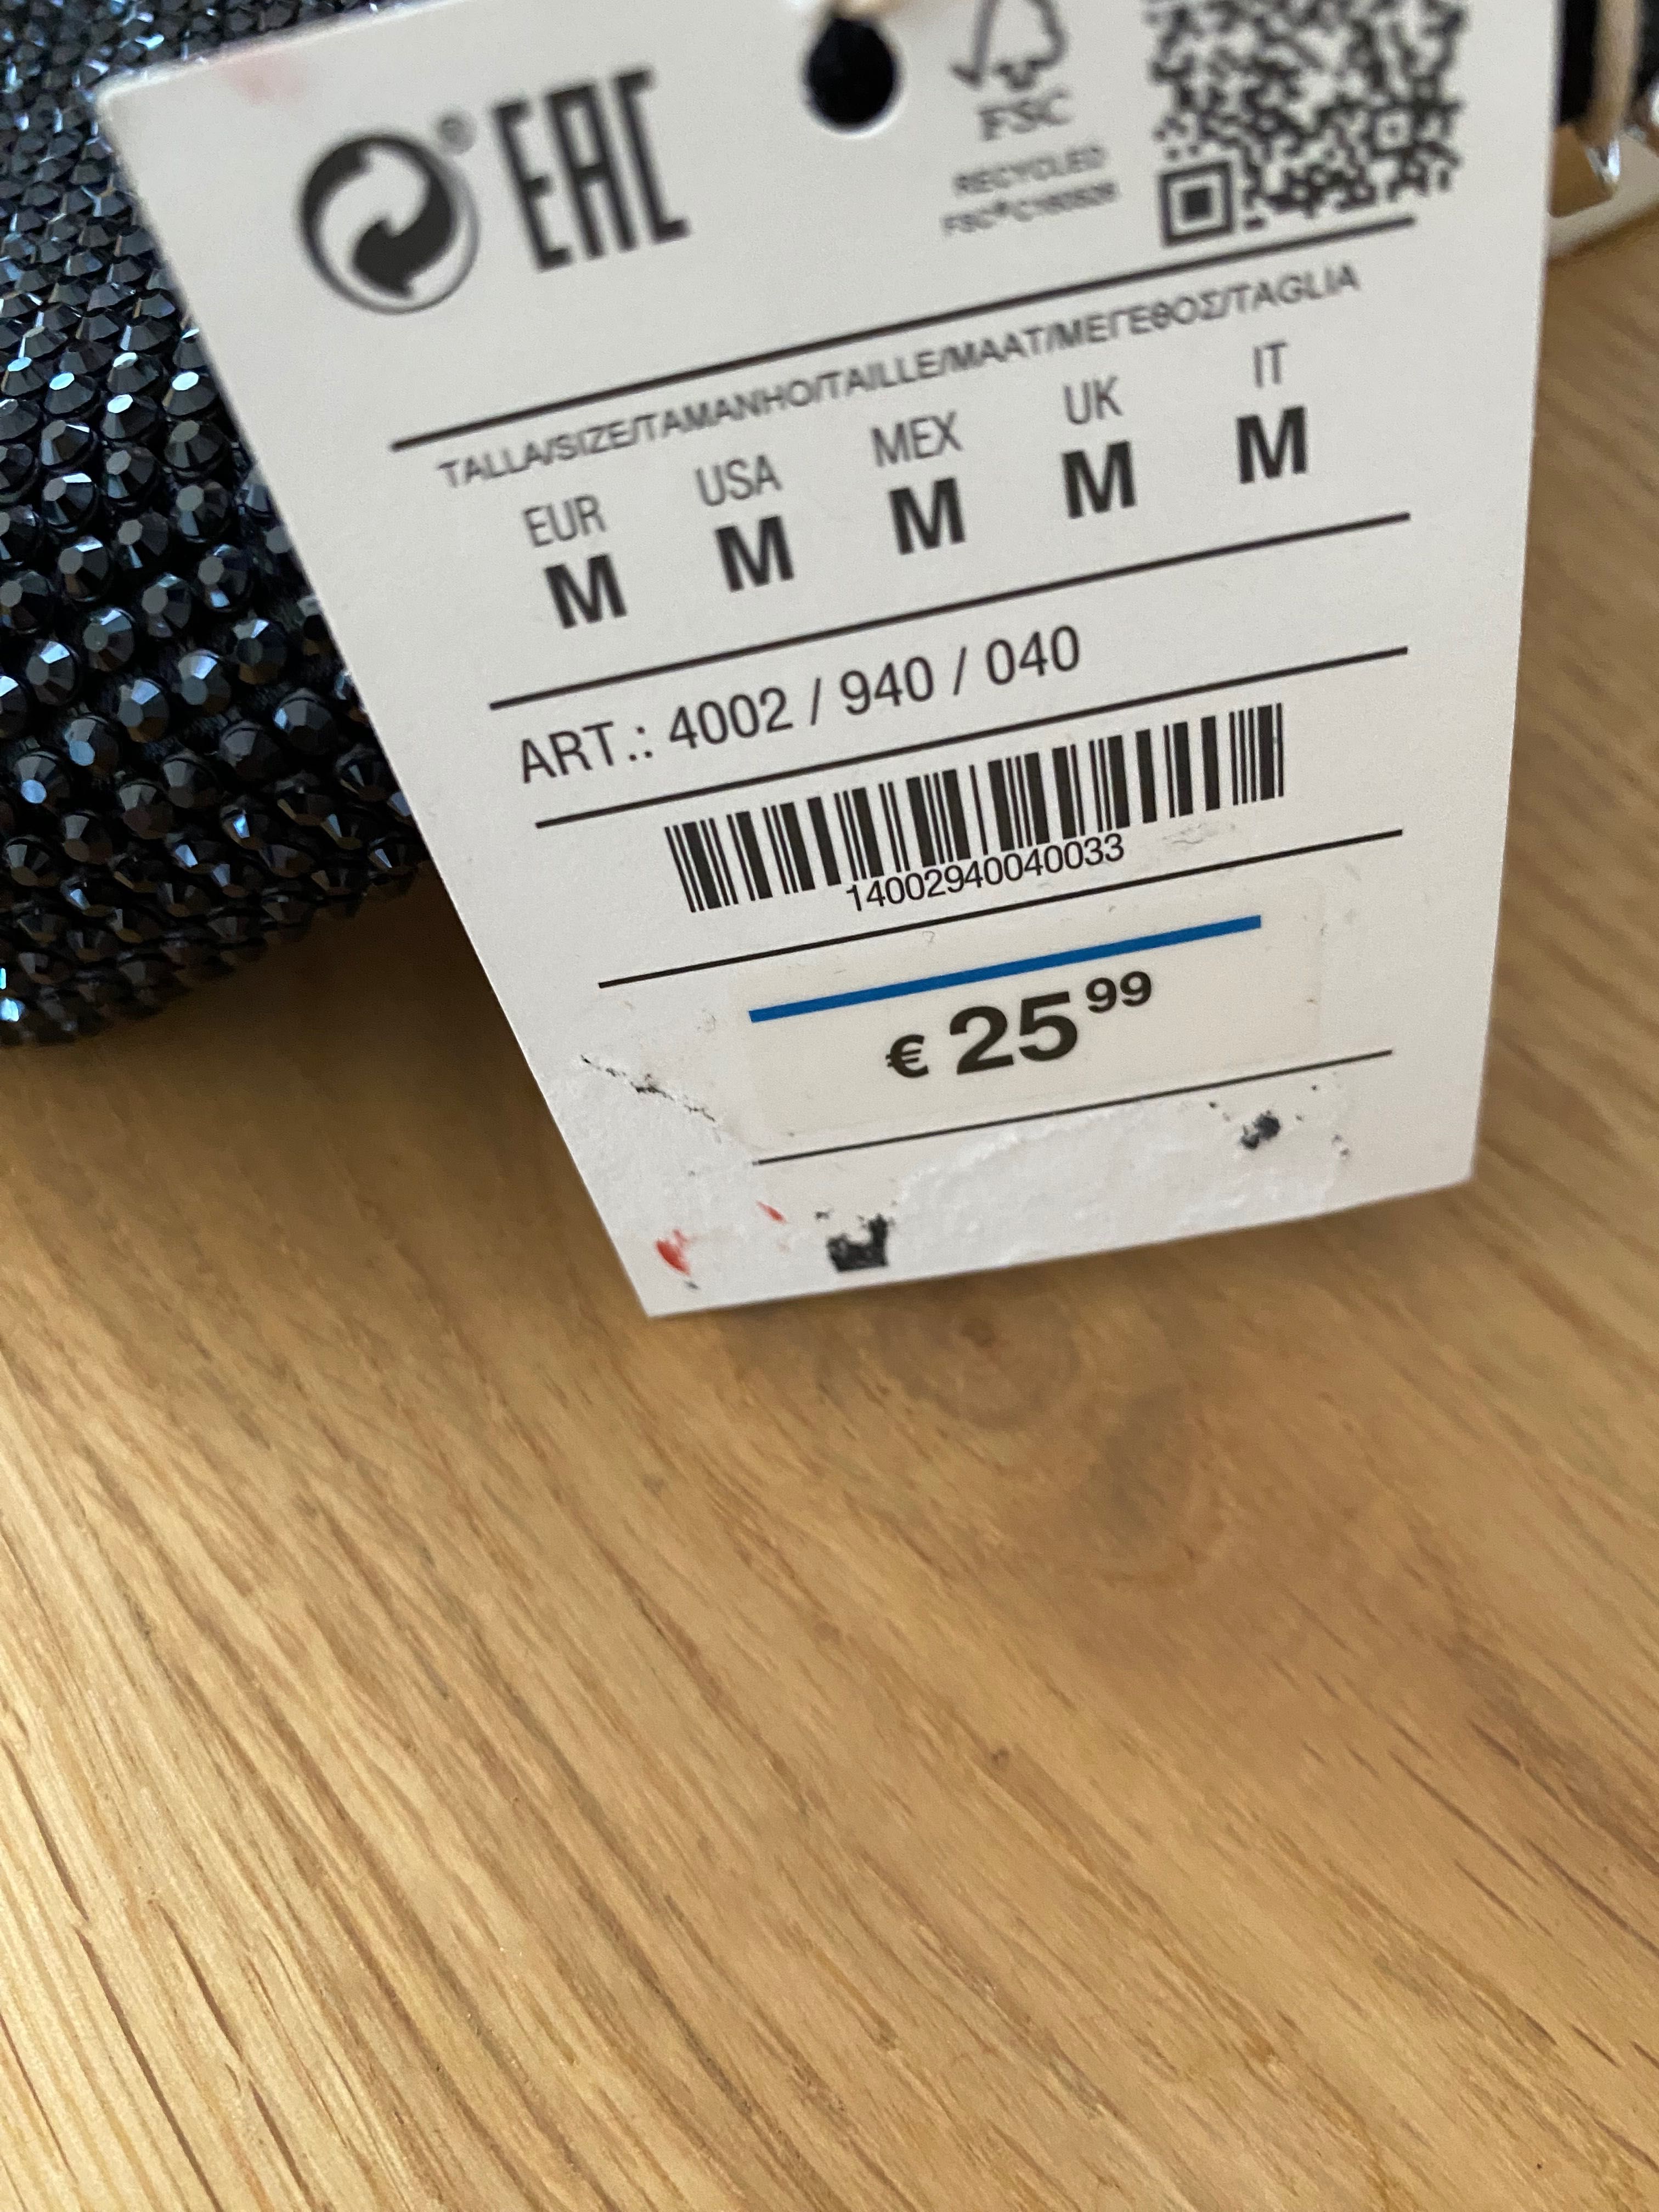 ® EAC
FSC
RECYCLED
TALLA/SIZE/TAMANHO/TAILLE/MAAT/ΜΕΓΕΘΟΣ/TAGLIA
EUR USA MEX UK IT
M M M M M
ART.: 4002 / 940 / 040
14002940040033
€ 25 99